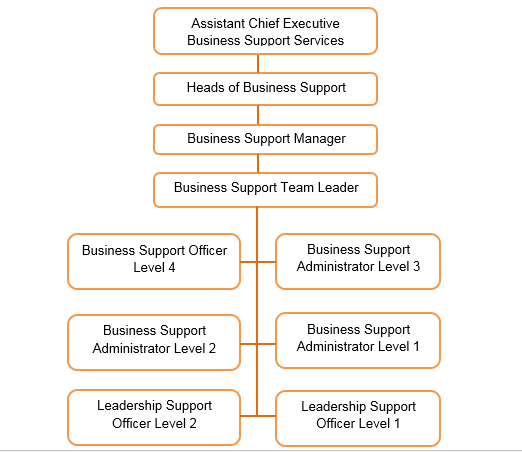 Assistant Chief Executive
Business Support Services
Heads of Business Support
Business Support Manager
Business Support Team Leader
Business Support Officer
Level 4
Business Support
Administrator Level 3
Business Support
Administrator Level 2
Business Support
Administrator Level 1
Leadership Support
Officer Level 2
Leadership Support
Officer Level 1